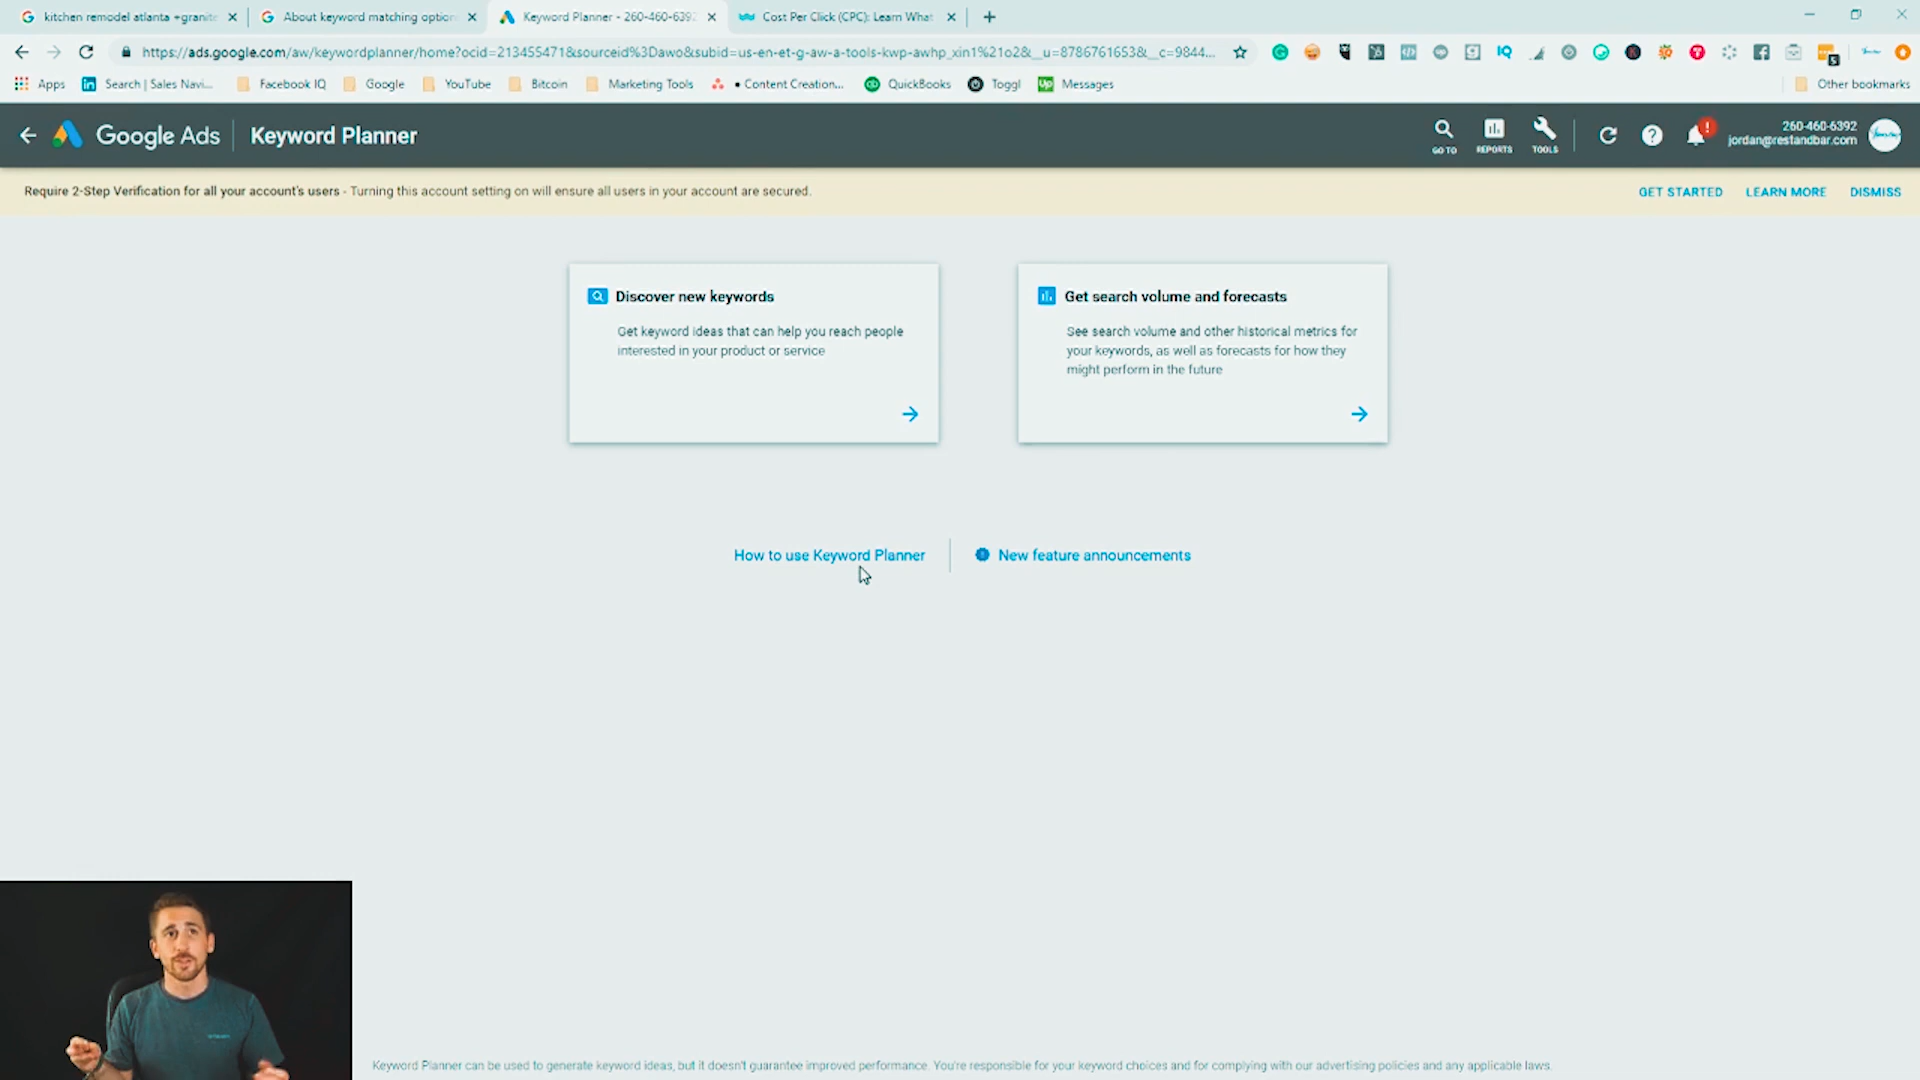 kitchen remodel atlanta +granite
About keyword matching option
Keyword Planner - 260-460-6392
Cost Per Click (CPC): Learn What
https://ads.google.com/aw/keywordplanner/home?ocid=213455471&sourceid%3Dawo&subid=us-en-et-g-aw-a-tools-kwp-awhp_xin1%21o2&__u=8786761653&__c=9844...
IQ
5
Apps
Search | Sales Navi...
Facebook IQ
Google
YouTube
Bitcoin
Marketing Tools
• Content Creation...
QuickBooks
Toggl
Messages
Other bookmarks
Google Ads
Keyword Planner
GO TO
REPORTS
TOOLS
!
260-460-6392
jordan@restandbar.com
Require 2-Step Verification for all your account's users - Turning this account setting on will ensure all users in your account are secured.
GET STARTED
LEARN MORE
DISMISS
Discover new keywords
Get keyword ideas that can help you reach people
interested in your product or service
Get search volume and forecasts
See search volume and other historical metrics for
your keywords, as well as forecasts for how they
might perform in the future
How to use Keyword Planner
New feature announcements
Keyword Planner can be used to generate keyword ideas, but it doesn't guarantee improved performance. You're responsible for your keyword choices and for complying with our advertising policies and any applicable laws.